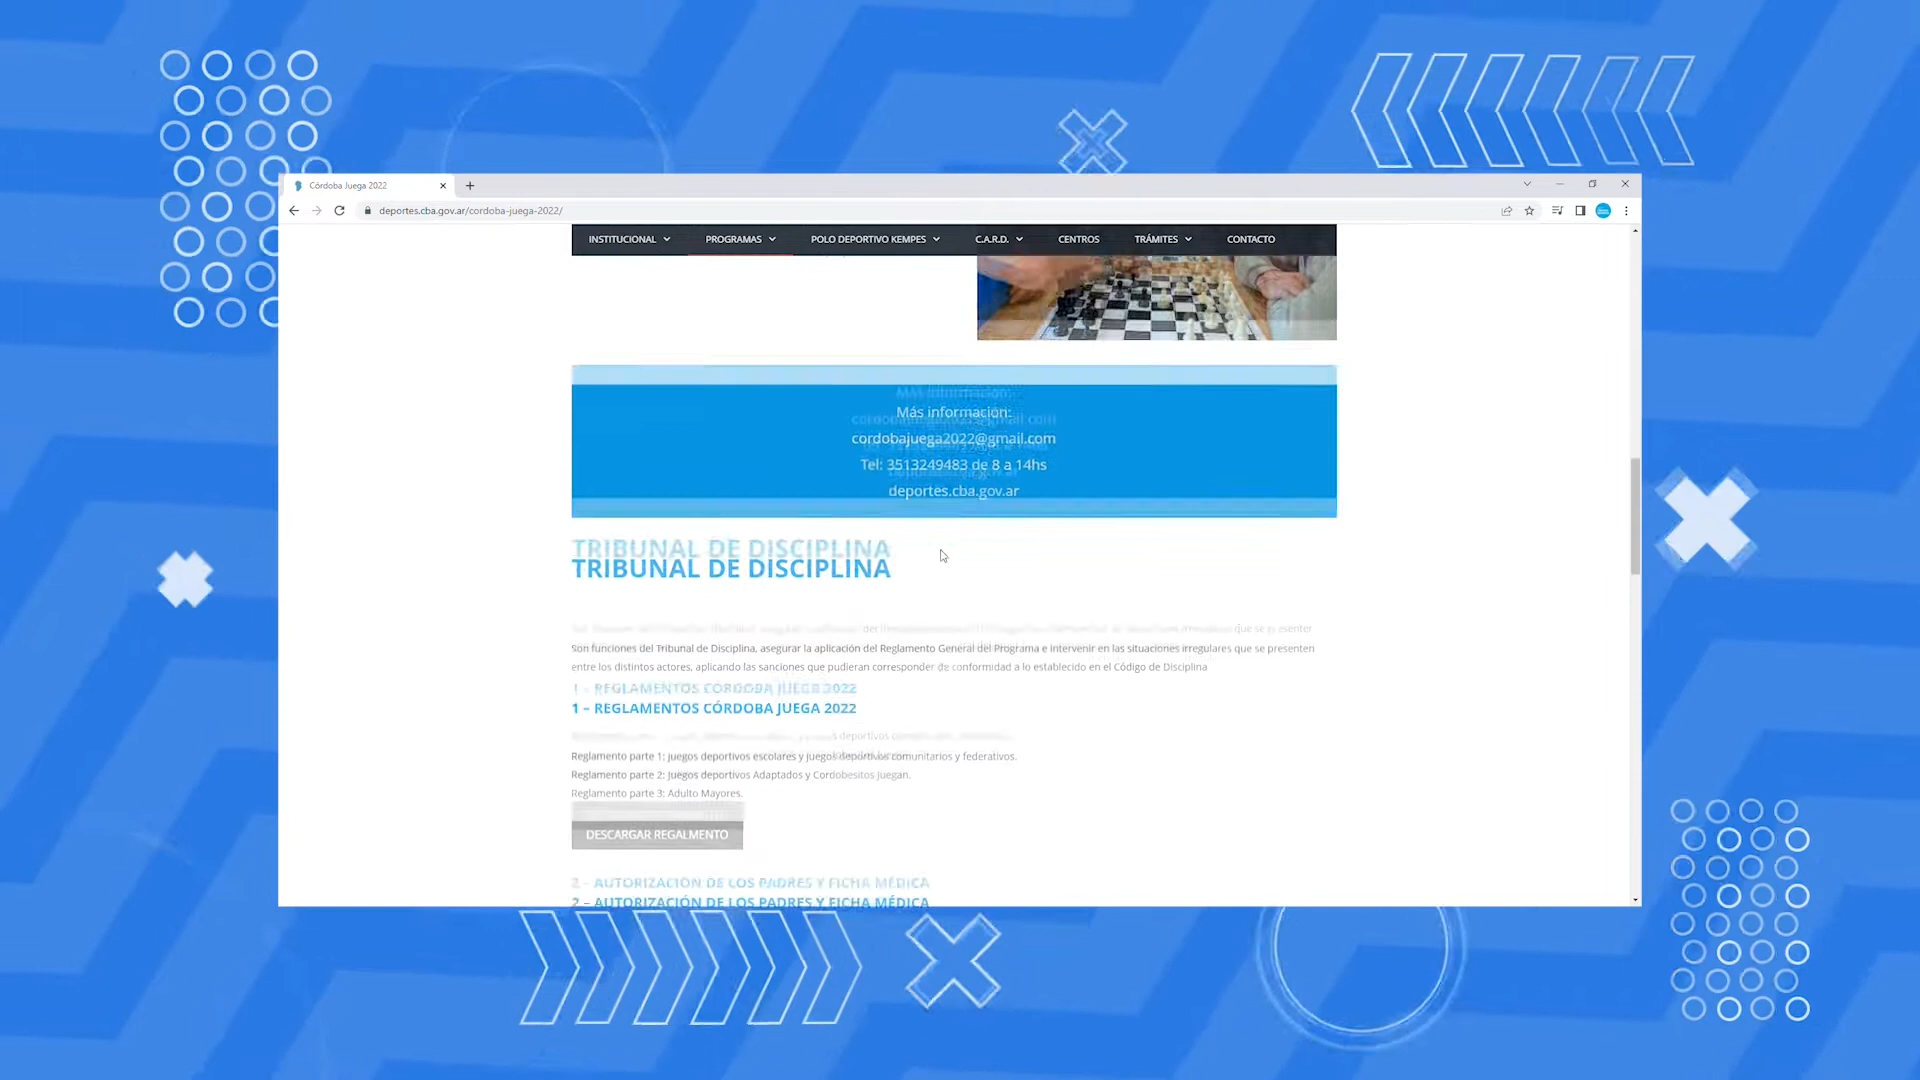 Córdoba Juega 2022
deportes.cba.gov.ar/cordoba-juega-2022/
INSTITUCIONAL PROGRAMAS POLO DEPORTIVO KEMPES C.A.R.D. CENTROS TRÁMITES CONTACTO
Más información:
cordobajuega2022@gmail.com
Tel: 3513249483 de 8 a 14hs
deportes.cba.gov.ar
TRIBUNAL DE DISCIPLINA
Son funciones del Tribunal de Disciplina, asegurar la aplicación del Reglamento General del Programa e intervenir en las situaciones irregulares que se presenten
entre los distintos actores, aplicando las sanciones que pudieran corresponder de conformidad a lo establecido en el Código de Disciplina
1 – REGLAMENTOS CÓRDOBA JUEGA 2022
Reglamento parte 1: juegos deportivos escolares y juegos deportivos comunitarios y federativos.
Reglamento parte 2: Juegos deportivos Adaptados y Cordobesitos Juegan.
Reglamento parte 3: Adulto Mayores.
DESCARGAR REGALMENTO
2 – AUTORIZACIÓN DE LOS PADRES Y FICHA MÉDICA